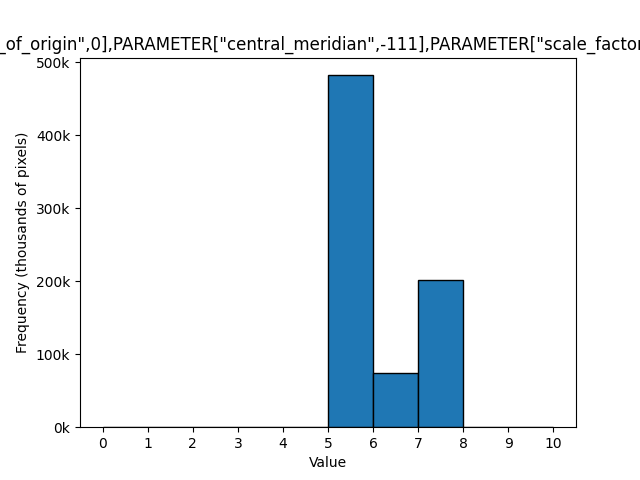 _of_origin",0],PARAMETER["central_meridian",-111],PARAMETER["scale_factor
500k
400k
300k
200k
100k
0k
Frequency (thousands of pixels)
0 1 2 3 4 5 6 7 8 9 10
Value